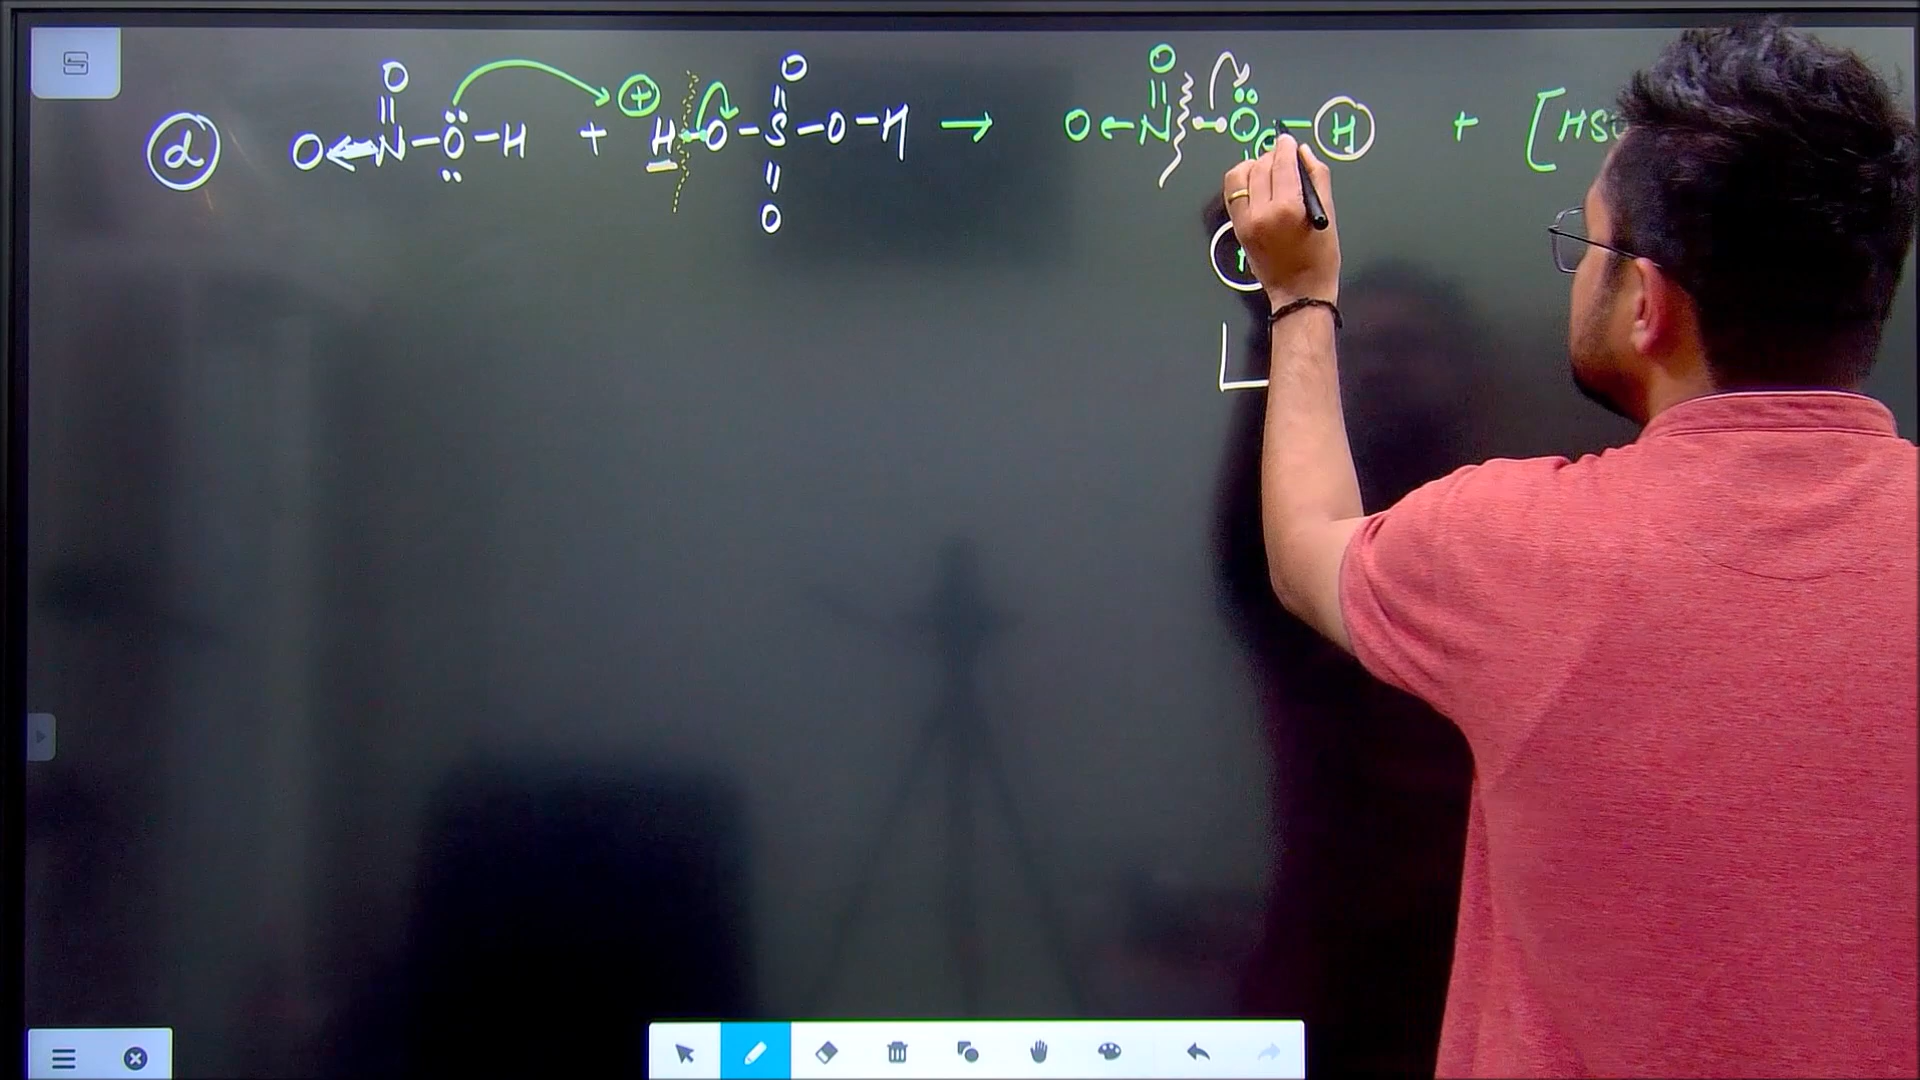 O O O
(d) O←N–Ö–H + H–O–S–O–H → O←N–O–H + [HS
O